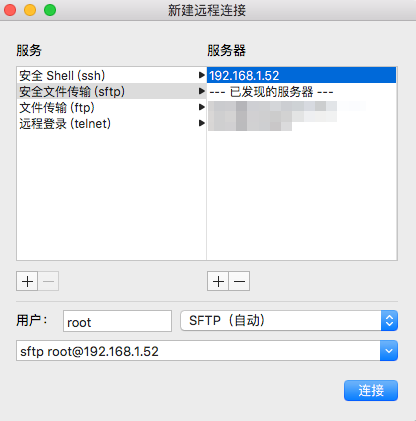 新建远程连接
服务
服务器
安全 Shell (ssh)
192.168.1.52
安全文件传输 (sftp)
--- 已发现的服务器 ---
文件传输 (ftp)
远程登录 (telnet)
用户：
root
SFTP（自动）
sftp root@192.168.1.52
连接